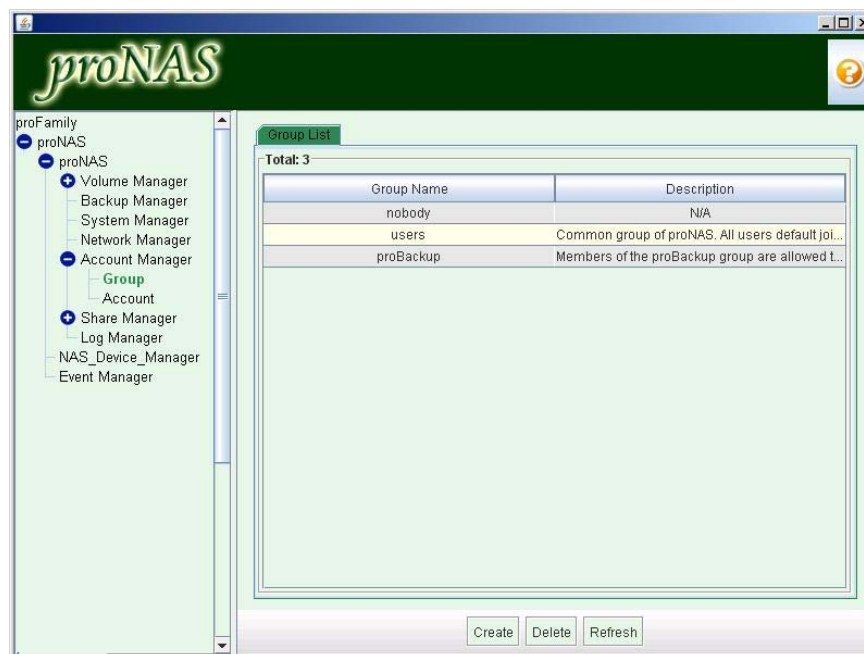 proNAS
proFamily
proNAS
proNAS
Volume Manager
Backup Manager
System Manager
Network Manager
Account Manager
Group
Account
Share Manager
Log Manager
NAS_Device_Manager
Event Manager
Group List
Total: 3
Group Name Description
nobody N/A
users Common group of proNAS. All users default joi...
proBackup Members of the proBackup group are allowed t...
Create Delete Refresh